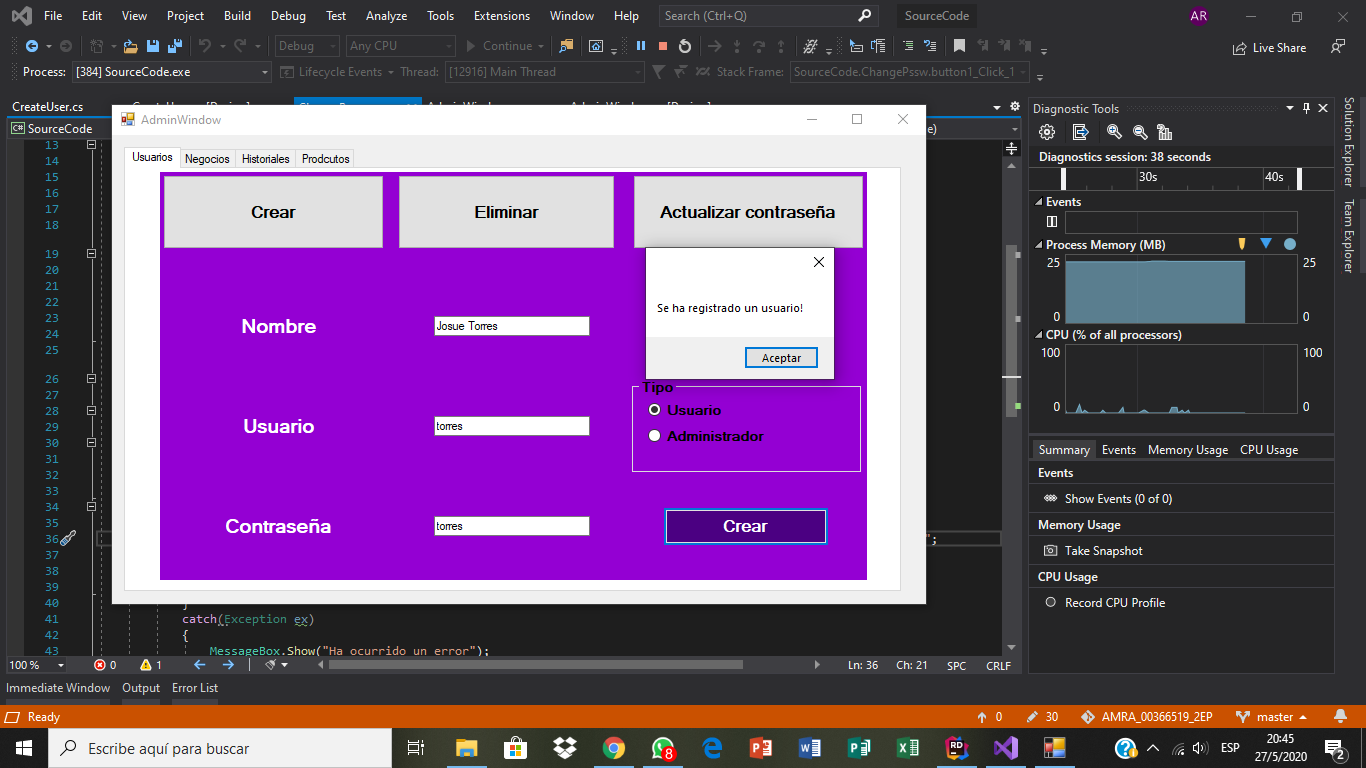 File Edit View Project Build Debug Test Analyze Tools Extensions Window Help Search (Ctrl+Q) SourceCode AR
Debug Any CPU Continue Live Share
Process: [384] SourceCode.exe Lifecycle Events Thread: [12916] Main Thread Stack Frame: SourceCode.ChangePssw.button1_Click_1
CreateUser.cs
SourceCode
AdminWindow
Usuarios Negocios Historiales Prodcutos
Crear Eliminar Actualizar contraseña
Se ha registrado un usuario!
Aceptar
Nombre Josue Torres
Tipo
Usuario
Administrador
Usuario torres
Contraseña torres Crear
13
14
15
16
17
18
19
20
21
22
23
24
25
26
27
28
29
30
31
32
33
34
35
36 ";
37
38
39
40 }
41 catch(Exception ex)
42 {
43 MessageBox.Show("Ha ocurrido un error");
100 % 0 1 Ln: 36 Ch: 21 SPC CRLF
Diagnostic Tools
Diagnostics session: 38 seconds
30s 40s
Events
Process Memory (MB)
25 25
0 0
CPU (% of all processors)
100 100
0 0
Summary Events Memory Usage CPU Usage
Events
Show Events (0 of 0)
Memory Usage
Take Snapshot
CPU Usage
Record CPU Profile
Solution Explorer
Team Explorer
Immediate Window Output Error List
Ready 0 30 AMRA_00366519_2EP master
Escribe aquí para buscar 8 ESP 20:45
27/5/2020 2